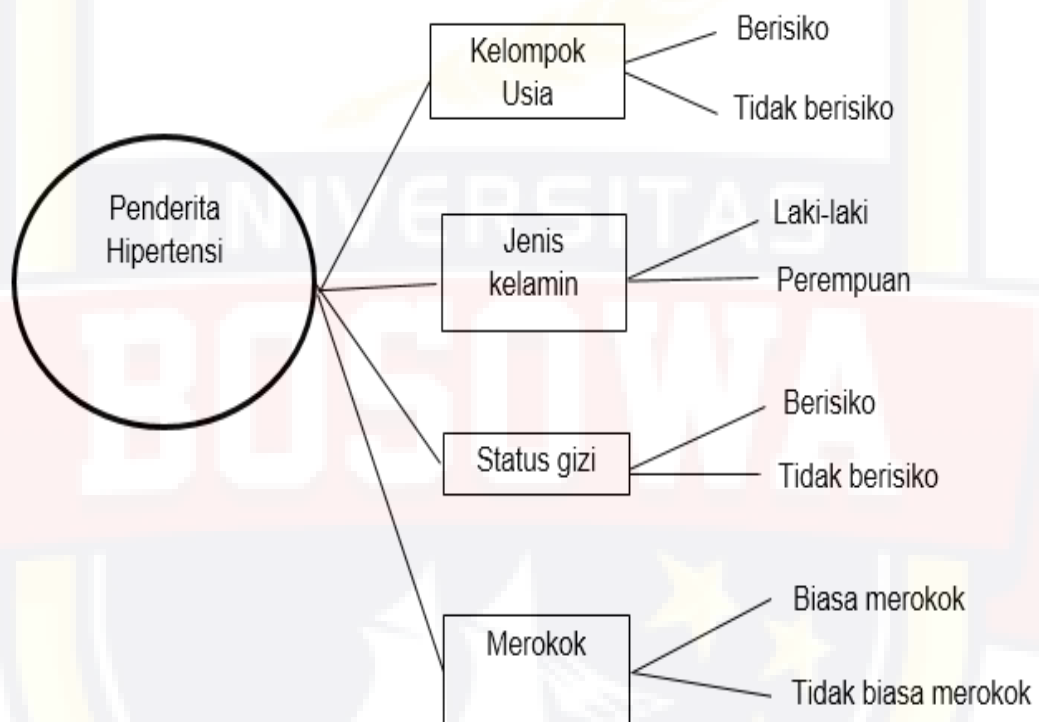 Penderita
Hipertensi
Kelompok
Usia
Berisiko
Tidak berisiko
Jenis
kelamin
Laki-laki
Perempuan
Status gizi
Berisiko
Tidak berisiko
Merokok
Biasa merokok
Tidak biasa merokok
UNIVERSITAS
BOSOWA